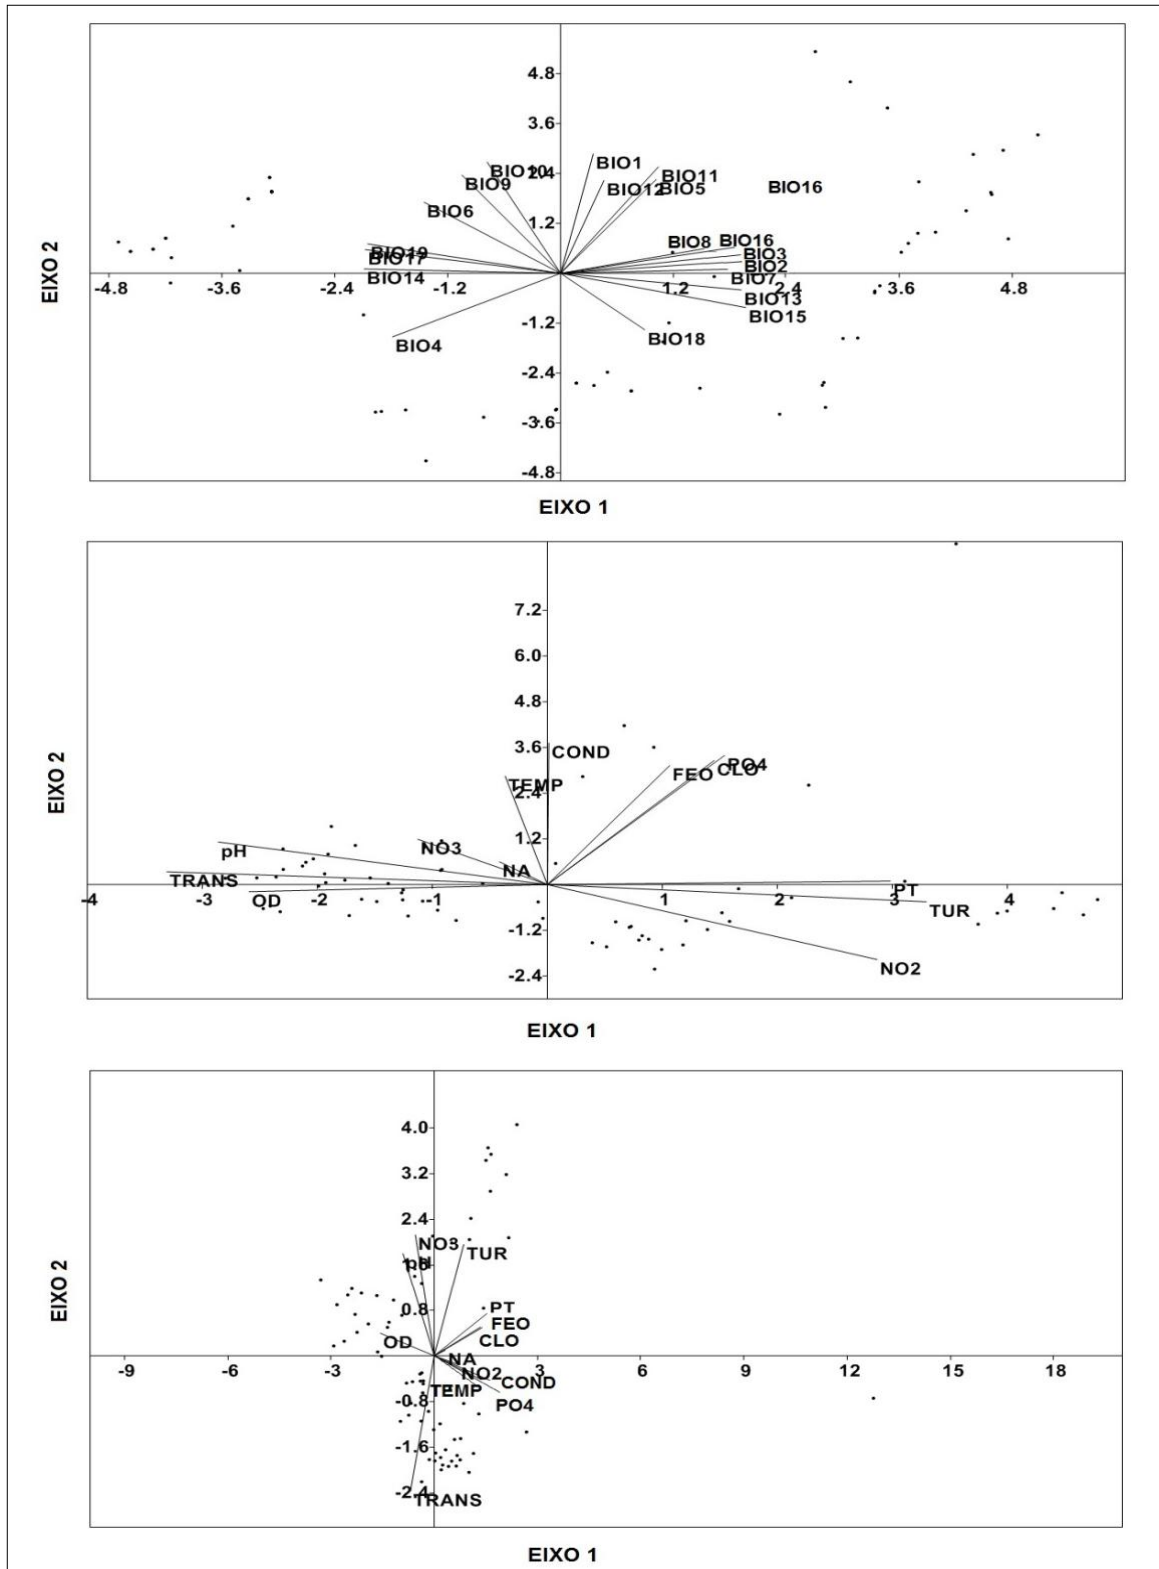 4.8
3.6
BIO10 2.4 BIO1 BIO11
BIO9 BIO12 BIO5 BIO16
BIO6 1.2
BIO8 BIO16
BIO19 BIO3
BIO17 BIO2
-4.8 -3.6 -2.4 -1.2 1.2 2.4 3.6 4.8
BIO14 BIO7
BIO13
-1.2 BIO15
BIO4 BIO18
-2.4
-3.6
-4.8
EIXO 2
EIXO 1
7.2
6.0
4.8
3.6 COND
FEO CLO PO4
TEMP
2.4
1.2
NO3
pH
NA
TRANS PT
-4 -3 -2 -1 1 2 3 4
OD TUR
-1.2
NO2
-2.4
EIXO 2
EIXO 1
4.0
3.2
2.4
NO3 TUR
1.6 pH
0.8 PT
FEO
OD CLO
NA
-9 -6 -3 3 6 9 12 15 18
NO2 COND
TEMP
-0.8 PO4
-1.6
-2.4 TRANS
EIXO 2
EIXO 1